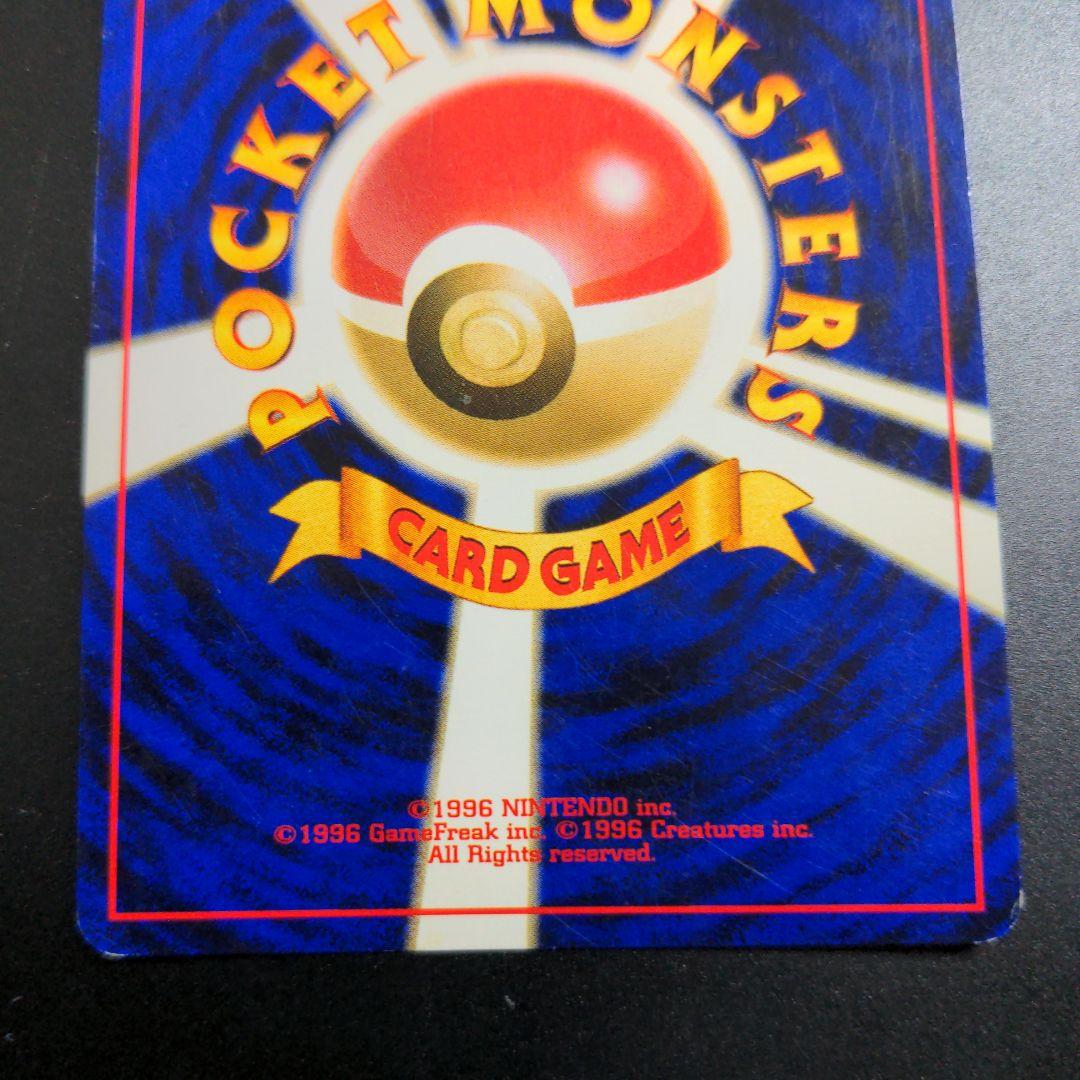 POCKET MONSTERS
CARD GAME
©1996 NINTENDO inc.
©1996 GameFreak inc. ©1996 Creatures inc.
All Rights reserved.